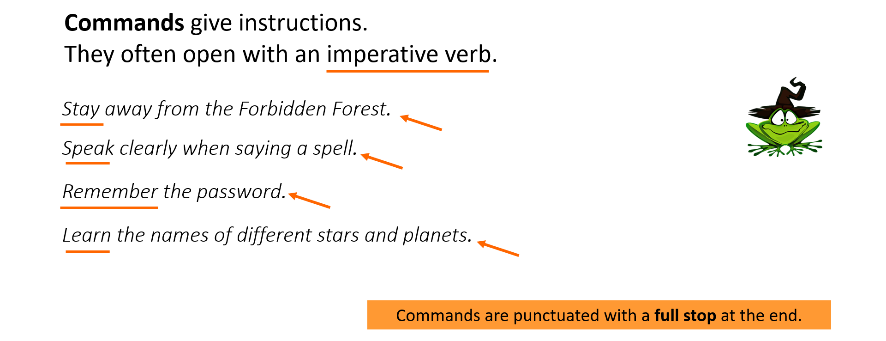 Commands give instructions.
They often open with an imperative verb.
Stay away from the Forbidden Forest.
Speak clearly when saying a spell.
Remember the password.
Learn the names of different stars and planets.
Commands are punctuated with a full stop at the end.